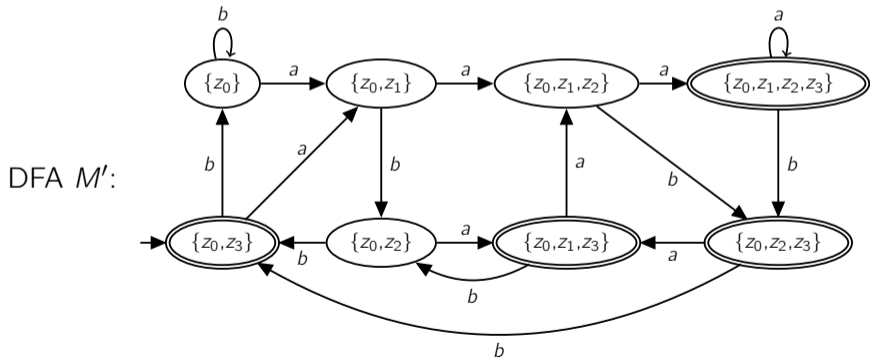 b a
{z₀} a {z₀,z₁} a {z₀,z₁,z₂} a {z₀,z₁,z₂,z₃}
b a b a b b
DFA M′:
{z₀,z₃} b {z₀,z₂} a {z₀,z₁,z₃} a {z₀,z₂,z₃}
b
b